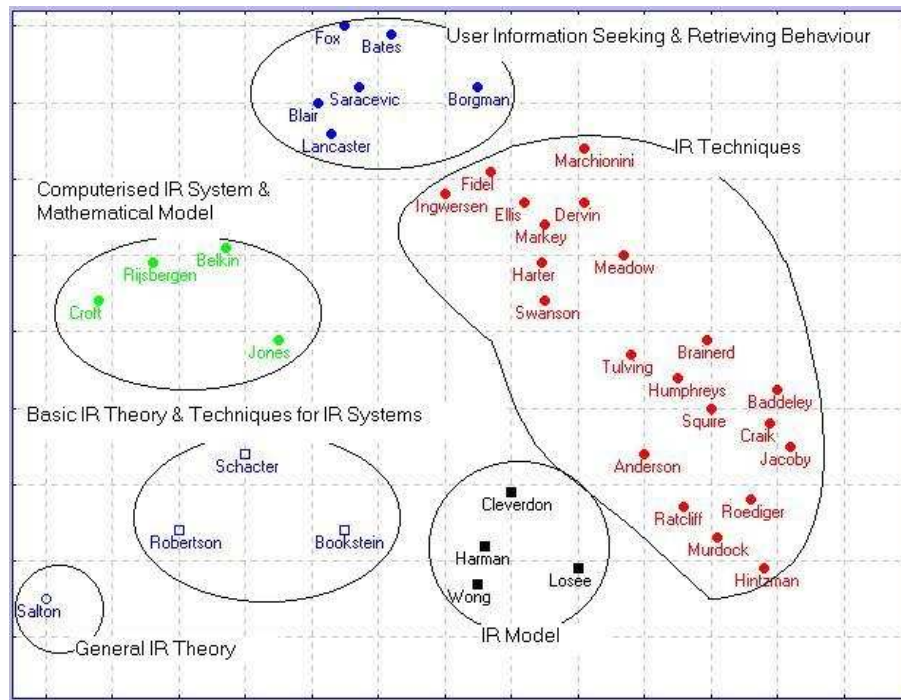 Fox
Bates
User Information Seeking & Retrieving Behaviour
Saracevic
Borgman
Blair
Lancaster
IR Techniques
Marchionini
Fidel
Ingwersen
Ellis
Dervin
Markey
Harter
Meadow
Swanson
Computerised IR System &
Mathematical Model
Belkin
Rijsbergen
Croft
Jones
Tulving
Brainerd
Humphreys
Baddeley
Squire
Craik
Jacoby
Anderson
Ratcliff
Roediger
Murdock
Hintzman
Basic IR Theory & Techniques for IR Systems
Schacter
Robertson
Bookstein
Cleverdon
Harman
Losee
Wong
IR Model
Salton
General IR Theory